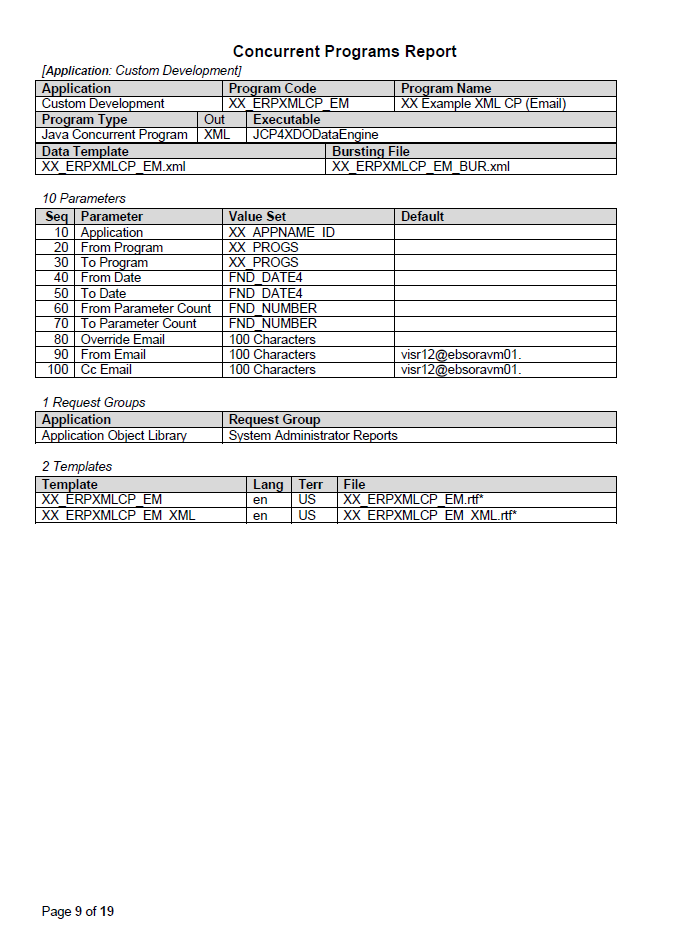 Concurrent Programs Report
[Application: Custom Development]
Application Program Code Program Name
Custom Development XX_ERPXMLCP_EM XX Example XML CP (Email)
Program Type Out Executable
Java Concurrent Program XML JCP4XDODataEngine
Data Template Bursting File
XX_ERPXMLCP_EM.xml XX_ERPXMLCP_EM_BUR.xml
10 Parameters
Seq Parameter Value Set Default
10 Application XX_APPNAME_ID
20 From Program XX_PROGS
30 To Program XX_PROGS
40 From Date FND_DATE4
50 To Date FND_DATE4
60 From Parameter Count FND_NUMBER
70 To Parameter Count FND_NUMBER
80 Override Email 100 Characters
90 From Email 100 Characters visr12@ebsoravm01.
100 Cc Email 100 Characters visr12@ebsoravm01.
1 Request Groups
Application Request Group
Application Object Library System Administrator Reports
2 Templates
Template Lang Terr File
XX_ERPXMLCP_EM en US XX_ERPXMLCP_EM.rtf*
XX_ERPXMLCP_EM_XML en US XX_ERPXMLCP_EM_XML.rtf*
Page 9 of 19